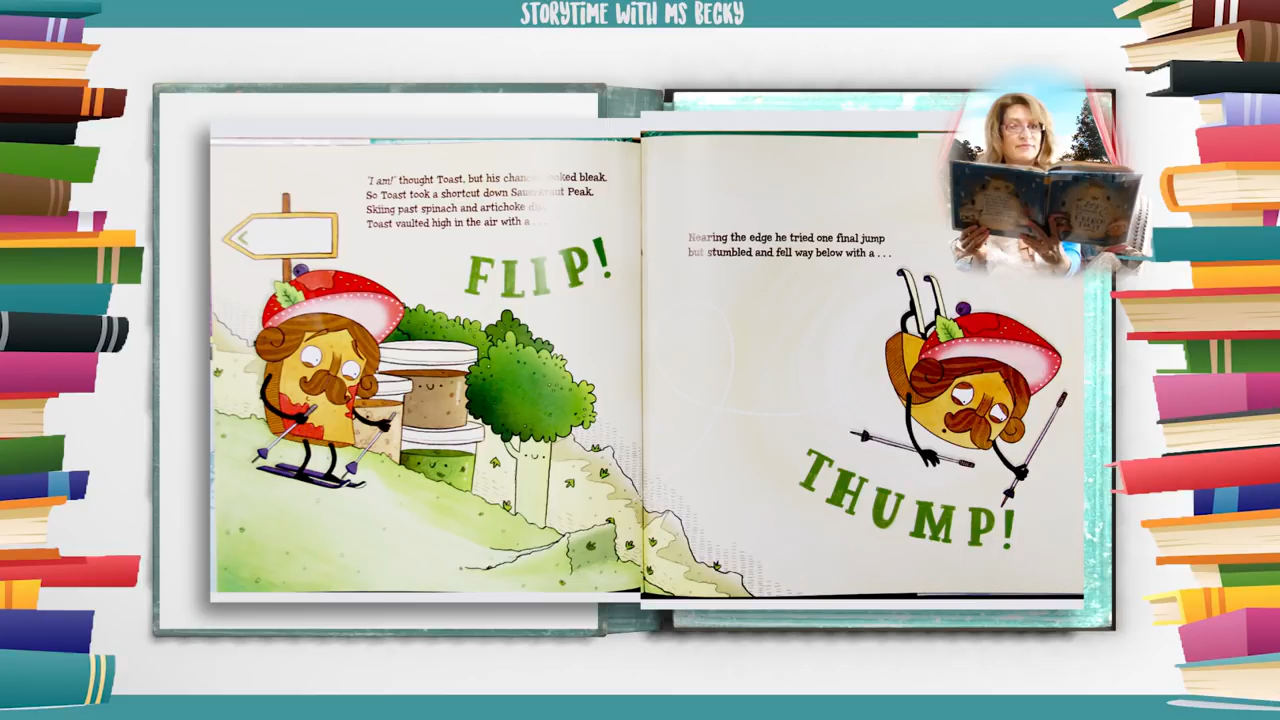 STORYTIME WITH MS BECKY
"I am!" thought Toast, but his chances looked bleak.
So Toast took a shortcut down Sauerkraut Peak.
Skiing past spinach and artichoke
Toast vaulted high in the air with a . . .
FLIP!
Nearing the edge he tried one final jump
but stumbled and fell way below with a . . .
THUMP!